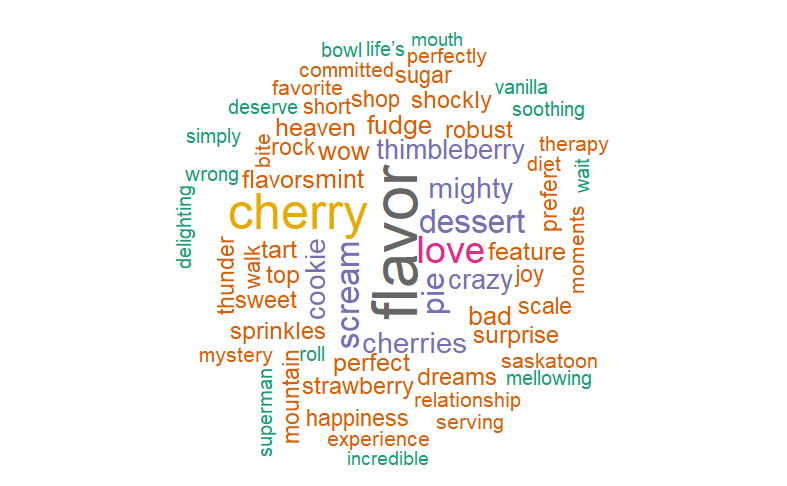 mouth
bowl
life's
perfectly
committed
sugar
favorite
vanilla
deserve
short
shop
shockly
soothing
simply
heaven
fudge
robust
bite
rock
wow
thimbleberry
therapy
wrong
flavors
mint
diet
wait
delighting
cherry
flavor
mighty
prefer
dessert
thunder
walk
tart
cookie
scream
love
feature
moments
top
pie
crazy
joy
sweet
scale
sprinkles
bad
cherries
surprise
mystery
roll
mountain
perfect
saskatoon
superman
strawberry
dreams
mellowing
relationship
happiness
serving
experience
incredible